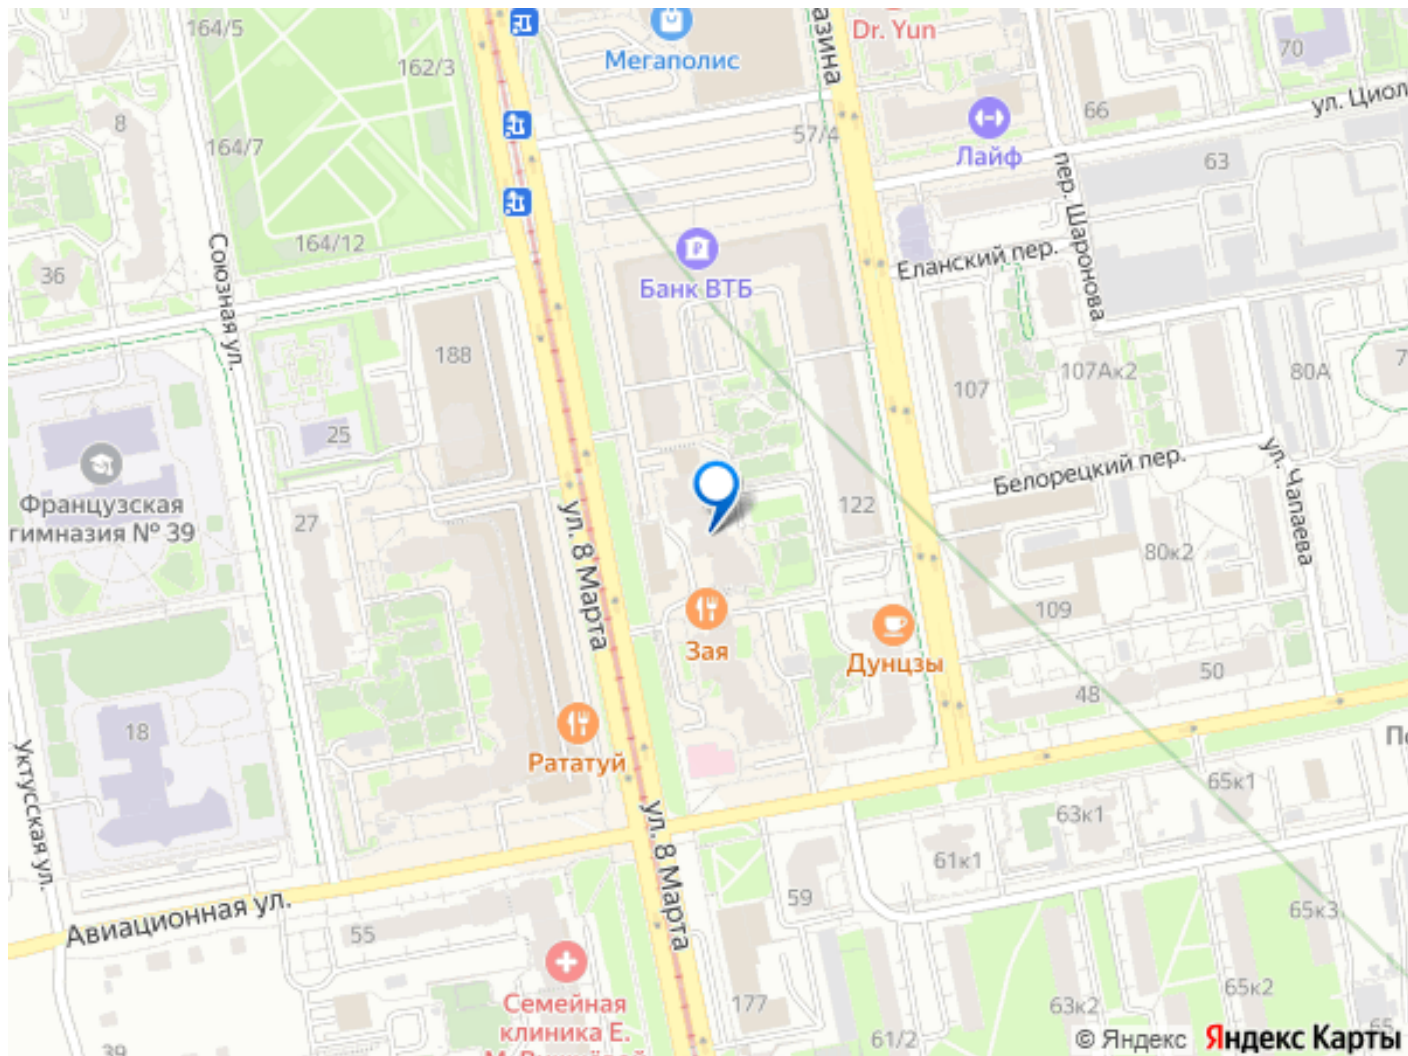 164/5
162/3
Мегаполис
азина
Dr. Yun
70
8
164/7
57/4
Лайф
66
ул. Циол
63
пер. Шаронова
164/12
Союзная ул.
36
Банк ВТБ
Еланский пер.
188
107
107Ак2
80А
7
25
Французская
гимназия № 39
27
ул. 8 Марта
122
Белорецкий пер.
ул. Чапаева
80к2
109
Зая
Дунцзы
50
48
18
Рататуй
Уктусская ул.
ул. 8 Марта
65к1
63к1
61к1
59
Авиационная ул.
55
65к3
Семейная
клиника Е.
177
63к2
65к2
61/2
39
© Яндекс Яндекс Карты